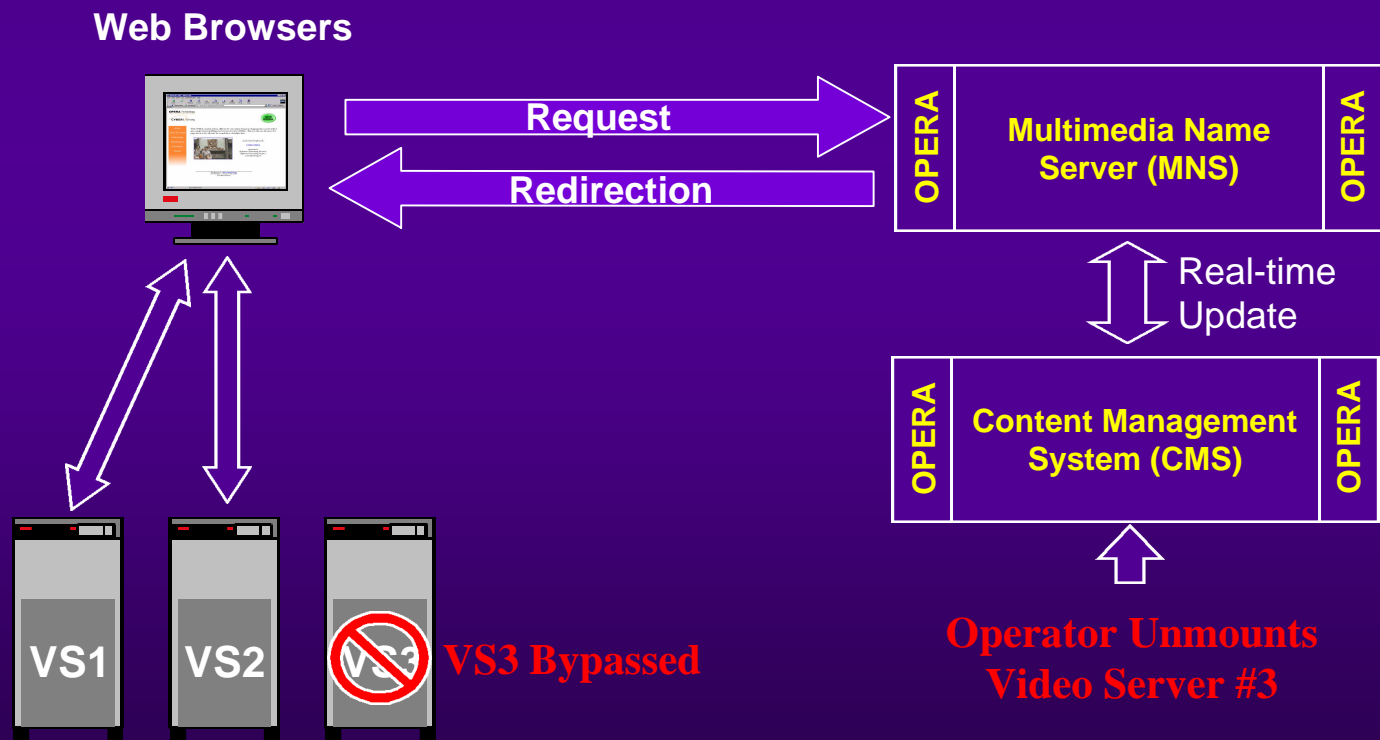 Web Browsers
Request
Redirection
OPERA
Multimedia Name
Server (MNS)
OPERA
Real-time
Update
OPERA
Content Management
System (CMS)
OPERA
VS1
VS2
VS3
VS3 Bypassed
Operator Unmounts
Video Server #3